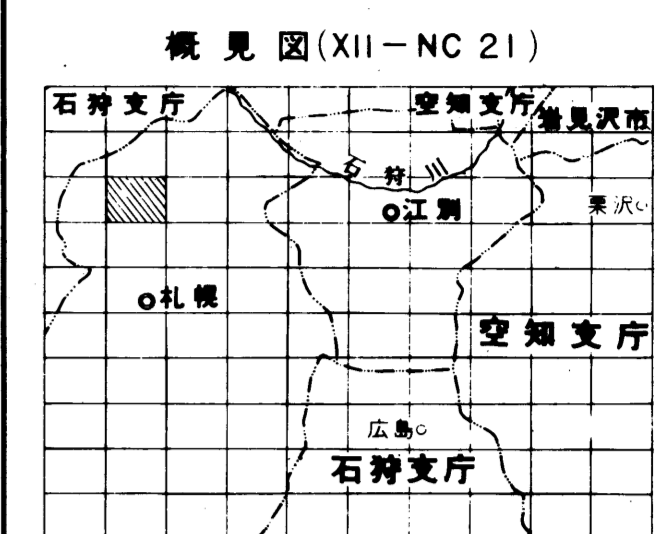 概見図(XII－NC 21)
石狩支庁
空知支庁
岩見沢市
石狩川
江別
栗沢
札幌
空知支庁
広島
石狩支庁